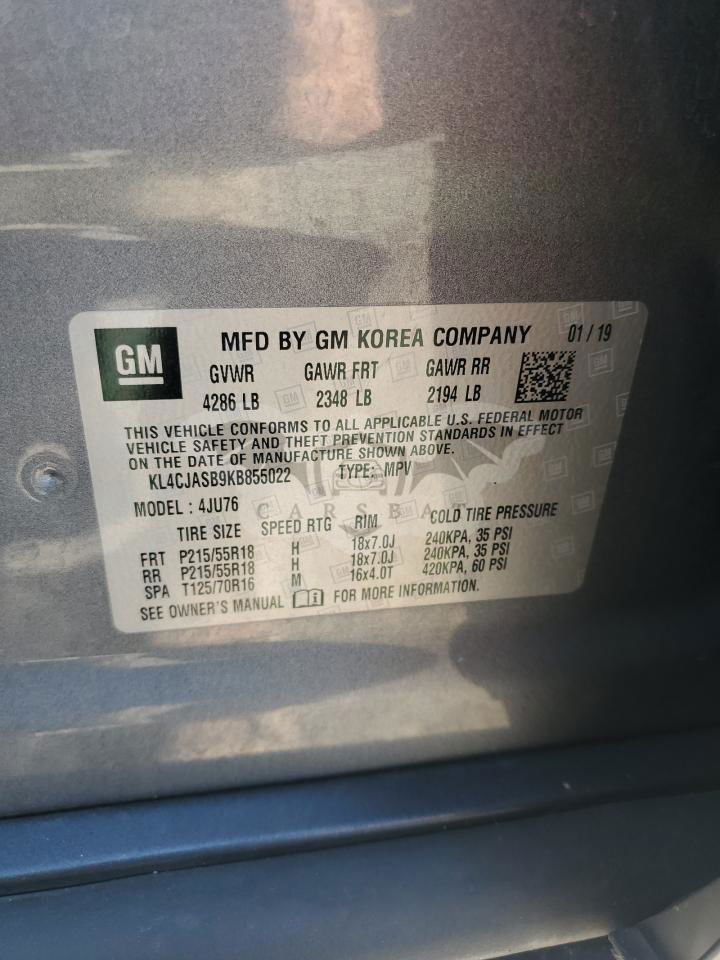 GM
MFD BY GM KOREA COMPANY 01 / 19
GVWR GAWR FRT GAWR RR
4286 LB 2348 LB 2194 LB
THIS VEHICLE CONFORMS TO ALL APPLICABLE U.S. FEDERAL MOTOR
VEHICLE SAFETY AND THEFT PREVENTION STANDARDS IN EFFECT
ON THE DATE OF MANUFACTURE SHOWN ABOVE.
KL4CJASB9KB855022 TYPE: MPV
MODEL : 4JU76
CARSBAT
TIRE SIZE SPEED RTG RIM COLD TIRE PRESSURE
FRT P215/55R18 H 18x7.0J 240KPA, 35 PSI
RR P215/55R18 H 18x7.0J 240KPA, 35 PSI
SPA T125/70R16 M 16x4.0T 420KPA, 60 PSI
SEE OWNER'S MANUAL FOR MORE INFORMATION.